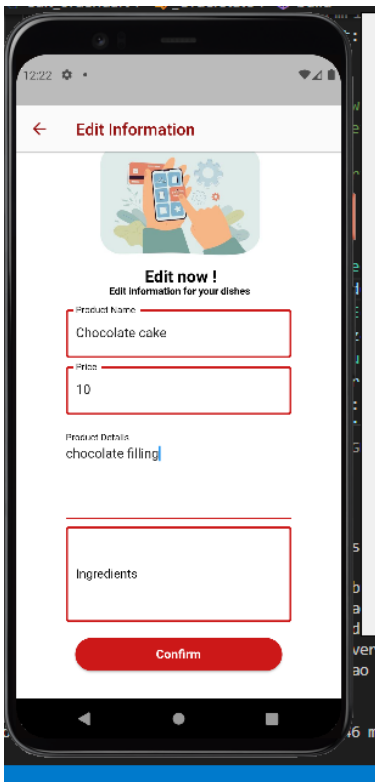 12:22
Edit Information
Edit now !
Edit information for your dishes
Product Name
Chocolate cake
Price
10
Product Details
chocolate filling
Ingredients
Confirm